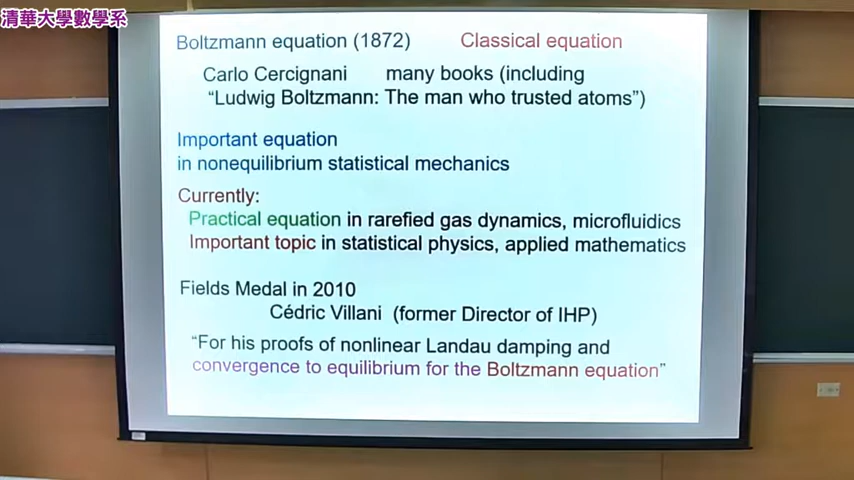 清華大學數學系
Boltzmann equation (1872) Classical equation
Carlo Cercignani many books (including
“Ludwig Boltzmann: The man who trusted atoms”)
Important equation
in nonequilibrium statistical mechanics
Currently:
Practical equation in rarefied gas dynamics, microfluidics
Important topic in statistical physics, applied mathematics
Fields Medal in 2010
Cédric Villani (former Director of IHP)
“For his proofs of nonlinear Landau damping and
convergence to equilibrium for the Boltzmann equation”